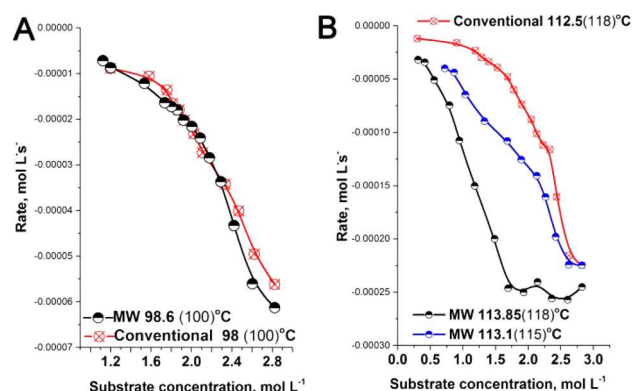 A
0.00000
-0.00001
-0.00002
-0.00003
-0.00004
-0.00005
-0.00006
-0.00007
Rate, mol L⁻s⁻
1.2 1.6 2.0 2.4 2.8
Substrate concentration, mol L⁻¹
MW 98.6 (100)°C
Conventional 98 (100)°C
B
Conventional 112.5(118)°C
0.00000
-0.00005
-0.00010
-0.00015
-0.00020
-0.00025
-0.00030
Rate, mol L⁻s⁻
0.0 0.5 1.0 1.5 2.0 2.5 3.0
Substrate concentration, mol L⁻¹
MW 113.85(118)°C
MW 113.1(115)°C